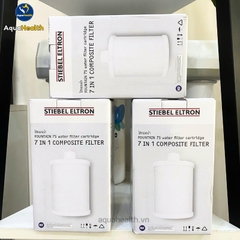 AquaHealth
STIEBEL ELTRON
FOUNTAIN 7S water filter cartridge
7 IN 1 COMPOSITE FILTER
STIEBEL ELTRON
FOUNTAIN 7S water filter cartridge
7 IN 1 COMPOSITE FILTER
STIEBEL ELTRON
FOUNTAIN 7S water filter cartridge
7 IN 1 COMPOSITE FILTER
aquahealth.vn